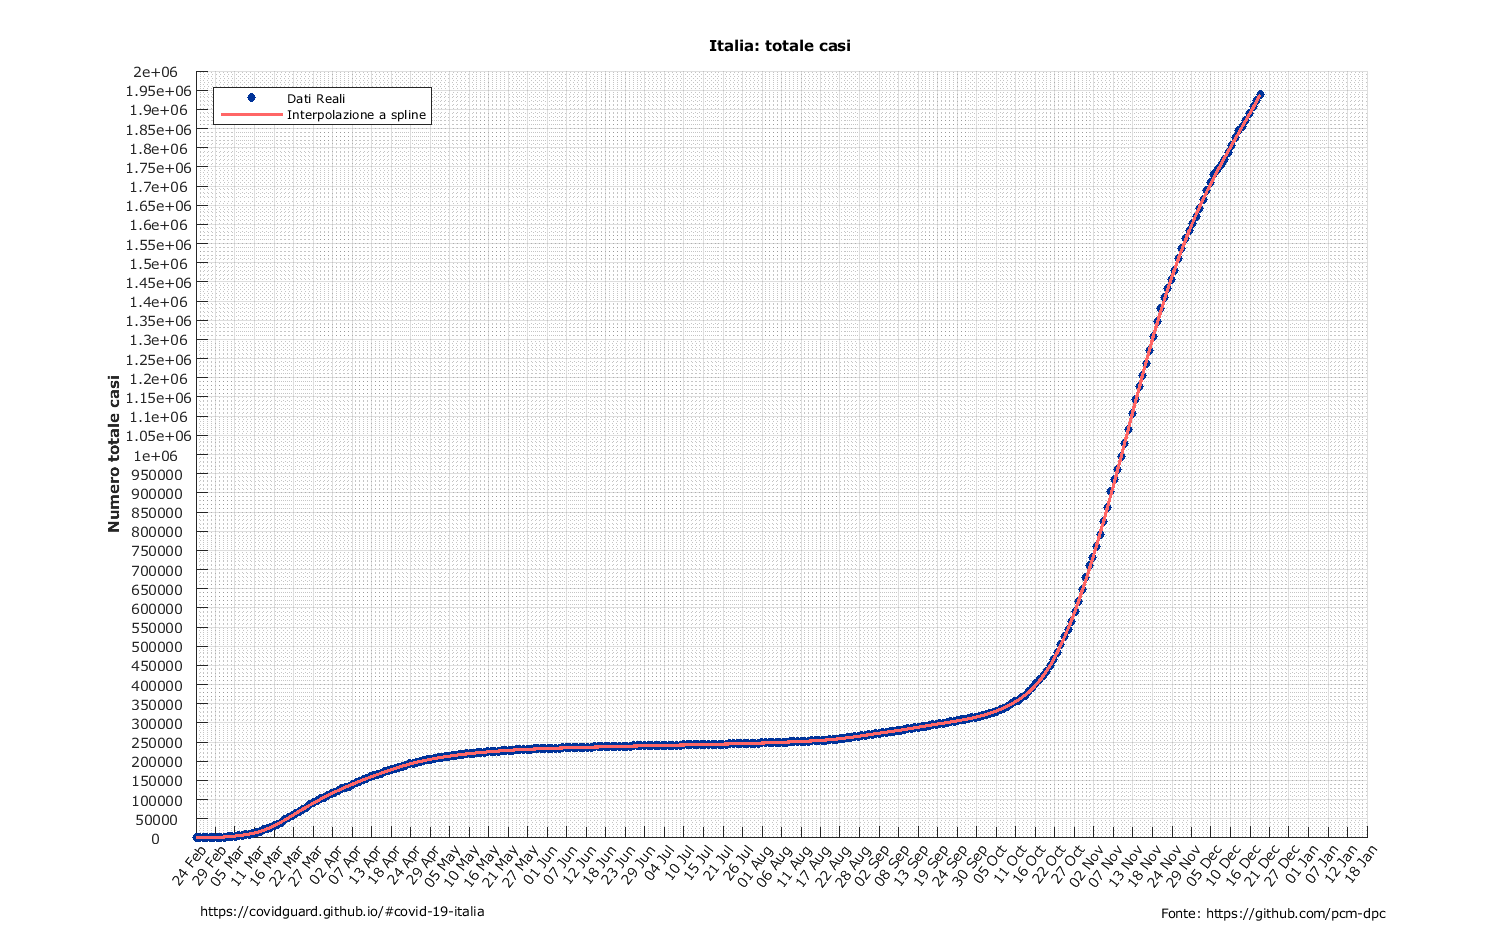 Italia: totale casi
Dati Reali
Interpolazione a spline
Numero totale casi
2e+06
1.95e+06
1.9e+06
1.85e+06
1.8e+06
1.75e+06
1.7e+06
1.65e+06
1.6e+06
1.55e+06
1.5e+06
1.45e+06
1.4e+06
1.35e+06
1.3e+06
1.25e+06
1.2e+06
1.15e+06
1.1e+06
1.05e+06
1e+06
950000
900000
850000
800000
750000
700000
650000
600000
550000
500000
450000
400000
350000
300000
250000
200000
150000
100000
50000
0
24 Feb
29 Feb
05 Mar
11 Mar
16 Mar
22 Mar
27 Mar
02 Apr
07 Apr
13 Apr
18 Apr
24 Apr
29 Apr
05 May
10 May
16 May
21 May
27 May
01 Jun
07 Jun
12 Jun
18 Jun
23 Jun
29 Jun
04 Jul
10 Jul
15 Jul
21 Jul
26 Jul
01 Aug
06 Aug
11 Aug
17 Aug
22 Aug
28 Aug
02 Sep
08 Sep
13 Sep
19 Sep
24 Sep
30 Sep
05 Oct
11 Oct
16 Oct
22 Oct
27 Oct
02 Nov
07 Nov
13 Nov
18 Nov
24 Nov
29 Nov
05 Dec
10 Dec
16 Dec
21 Dec
27 Dec
01 Jan
07 Jan
12 Jan
18 Jan
https://covidguard.github.io/#covid-19-italia
Fonte: https://github.com/pcm-dpc